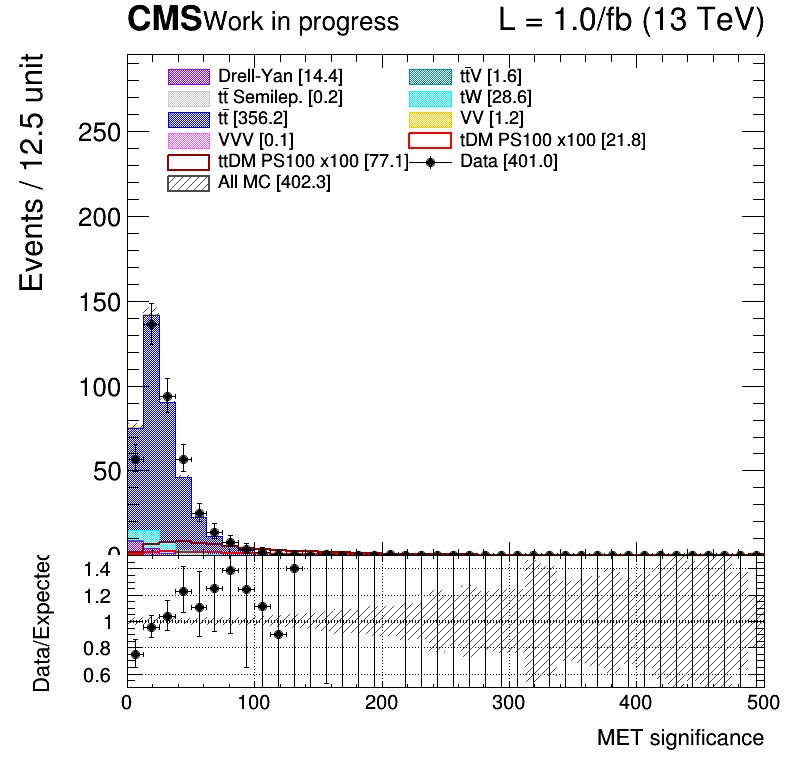 CMS Work in progress L = 1.0/fb (13 TeV)
Events / 12.5 unit
Drell-Yan [14.4] tt̄V [1.6]
tt̄ Semilep. [0.2] tW [28.6]
tt̄ [356.2] VV [1.2]
VVV [0.1] tDM PS100 x100 [21.8]
ttDM PS100 x100 [77.1] Data [401.0]
All MC [402.3]
250
200
150
100
50
0
Data/Expected
1.4
1.2
1
0.8
0.6
0 100 200 300 400 500
MET significance